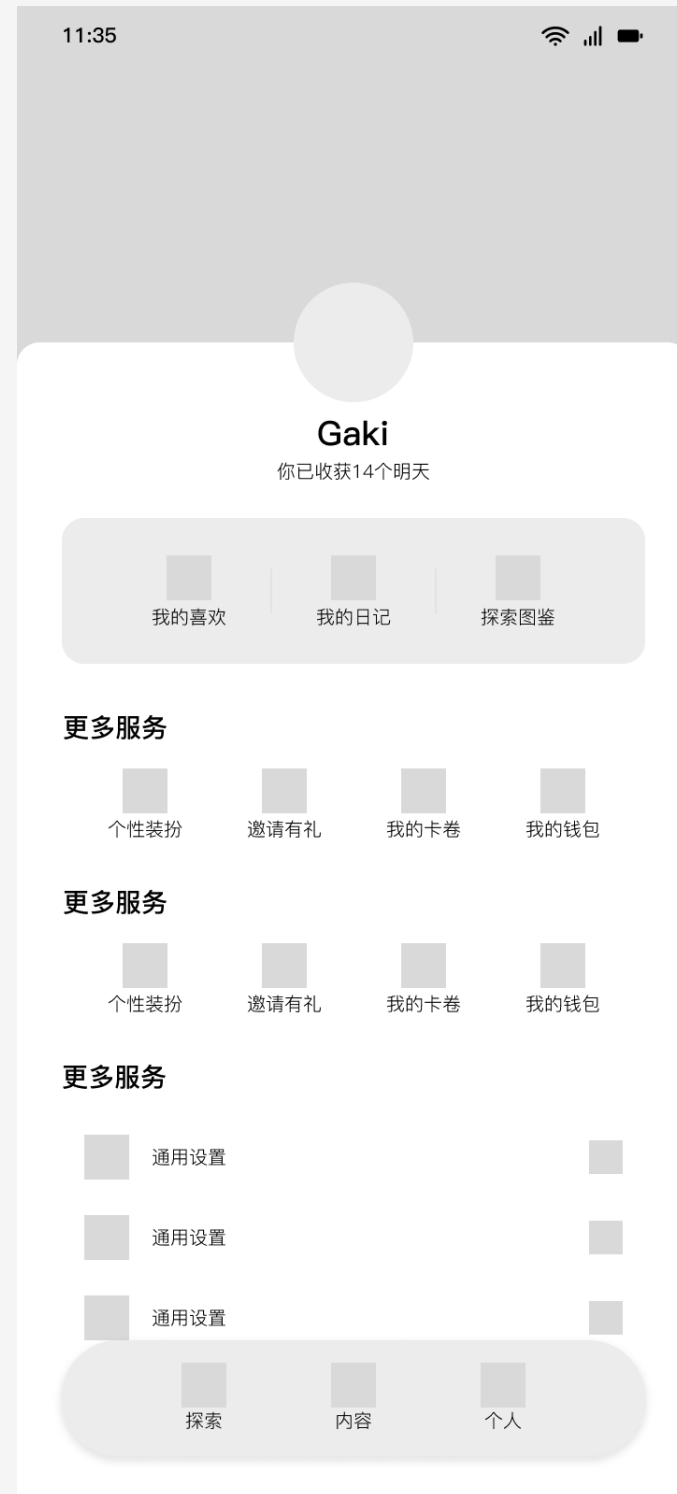 11:35
Gaki
你已收获14个明天
我的喜欢 我的日记 探索图鉴
更多服务
个性装扮 邀请有礼 我的卡卷 我的钱包
更多服务
个性装扮 邀请有礼 我的卡卷 我的钱包
更多服务
通用设置
通用设置
通用设置
探索 内容 个人